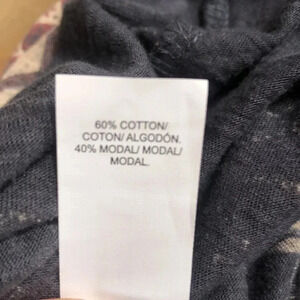 60% COTTON/
COTON/ ALGODÓN.
40% MODAL/ MODAL/
MODAL.